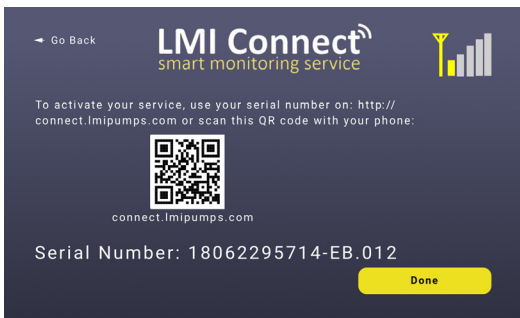 Go Back
LMI Connect
smart monitoring service
To activate your service, use your serial number on: http://
connect.lmipumps.com or scan this QR code with your phone:
connect.lmipumps.com
Serial Number: 18062295714-EB.012
Done